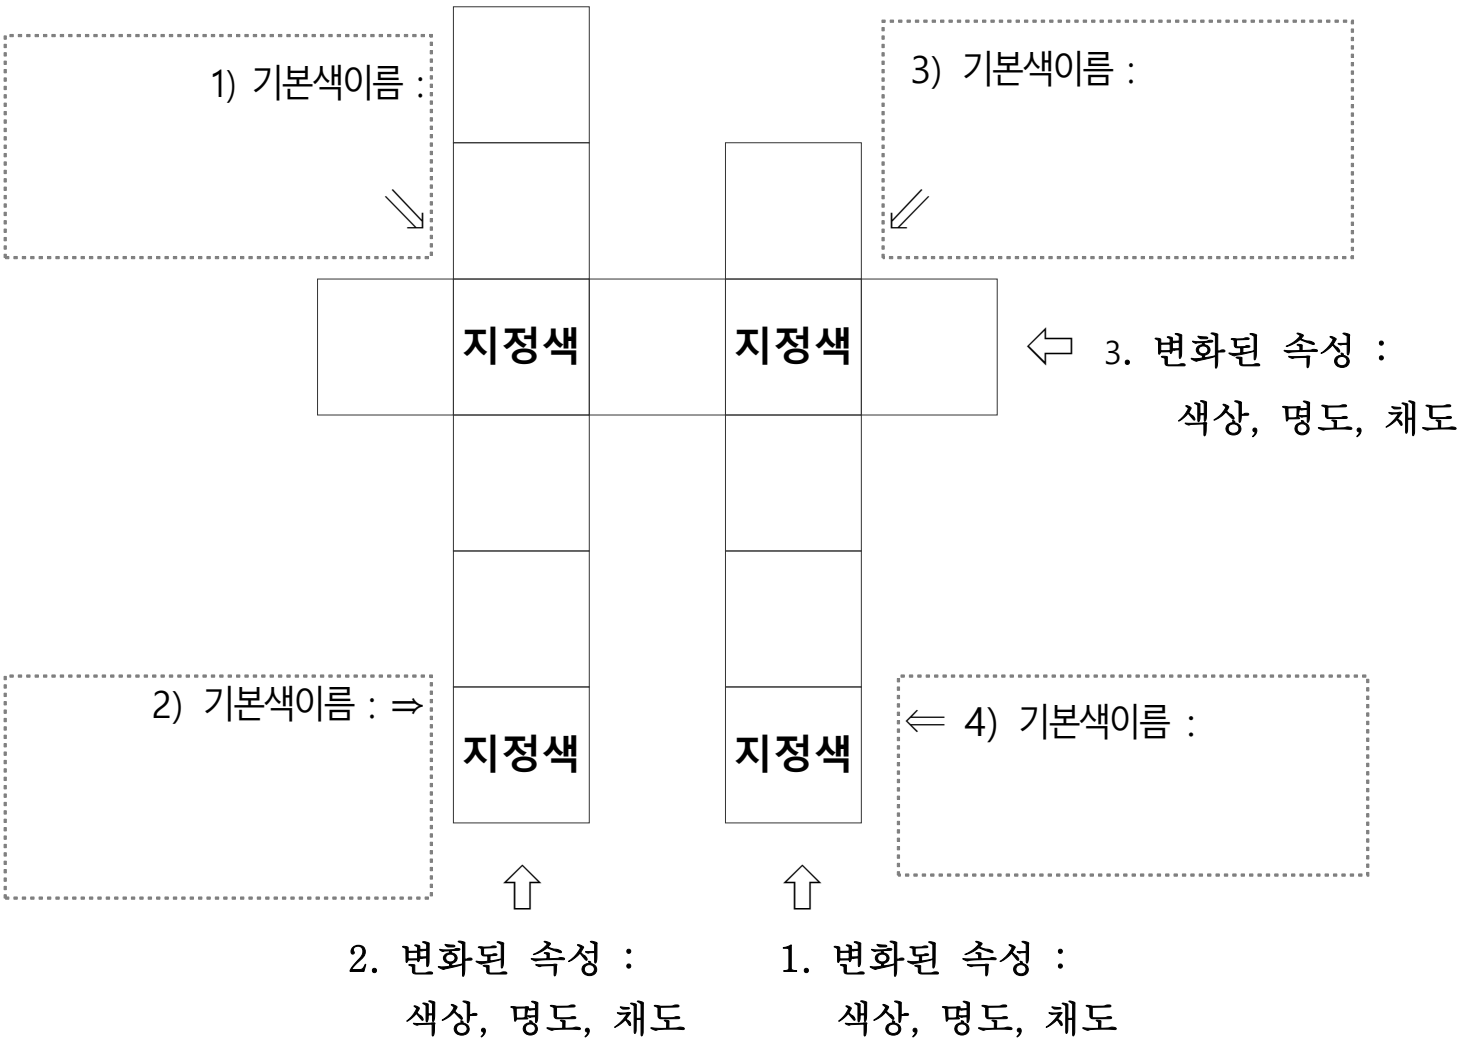 1) 기본색이름 :
3) 기본색이름 :
지정색
지정색
⇦ 3. 변화된 속성 :
색상, 명도, 채도
2) 기본색이름 : ⇒
지정색
지정색
⇐ 4) 기본색이름 :
2. 변화된 속성 :
색상, 명도, 채도
1. 변화된 속성 :
색상, 명도, 채도